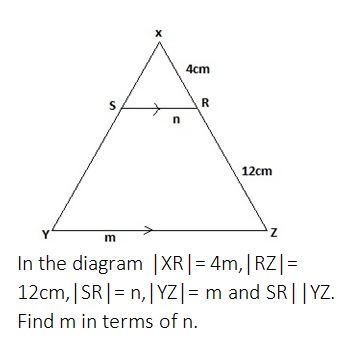 X
4cm
S
R
n
12cm
Y
m
Z
In the diagram |XR|= 4m,|RZ|=
12cm,|SR|= n,|YZ|= m and SR||YZ.
Find m in terms of n.